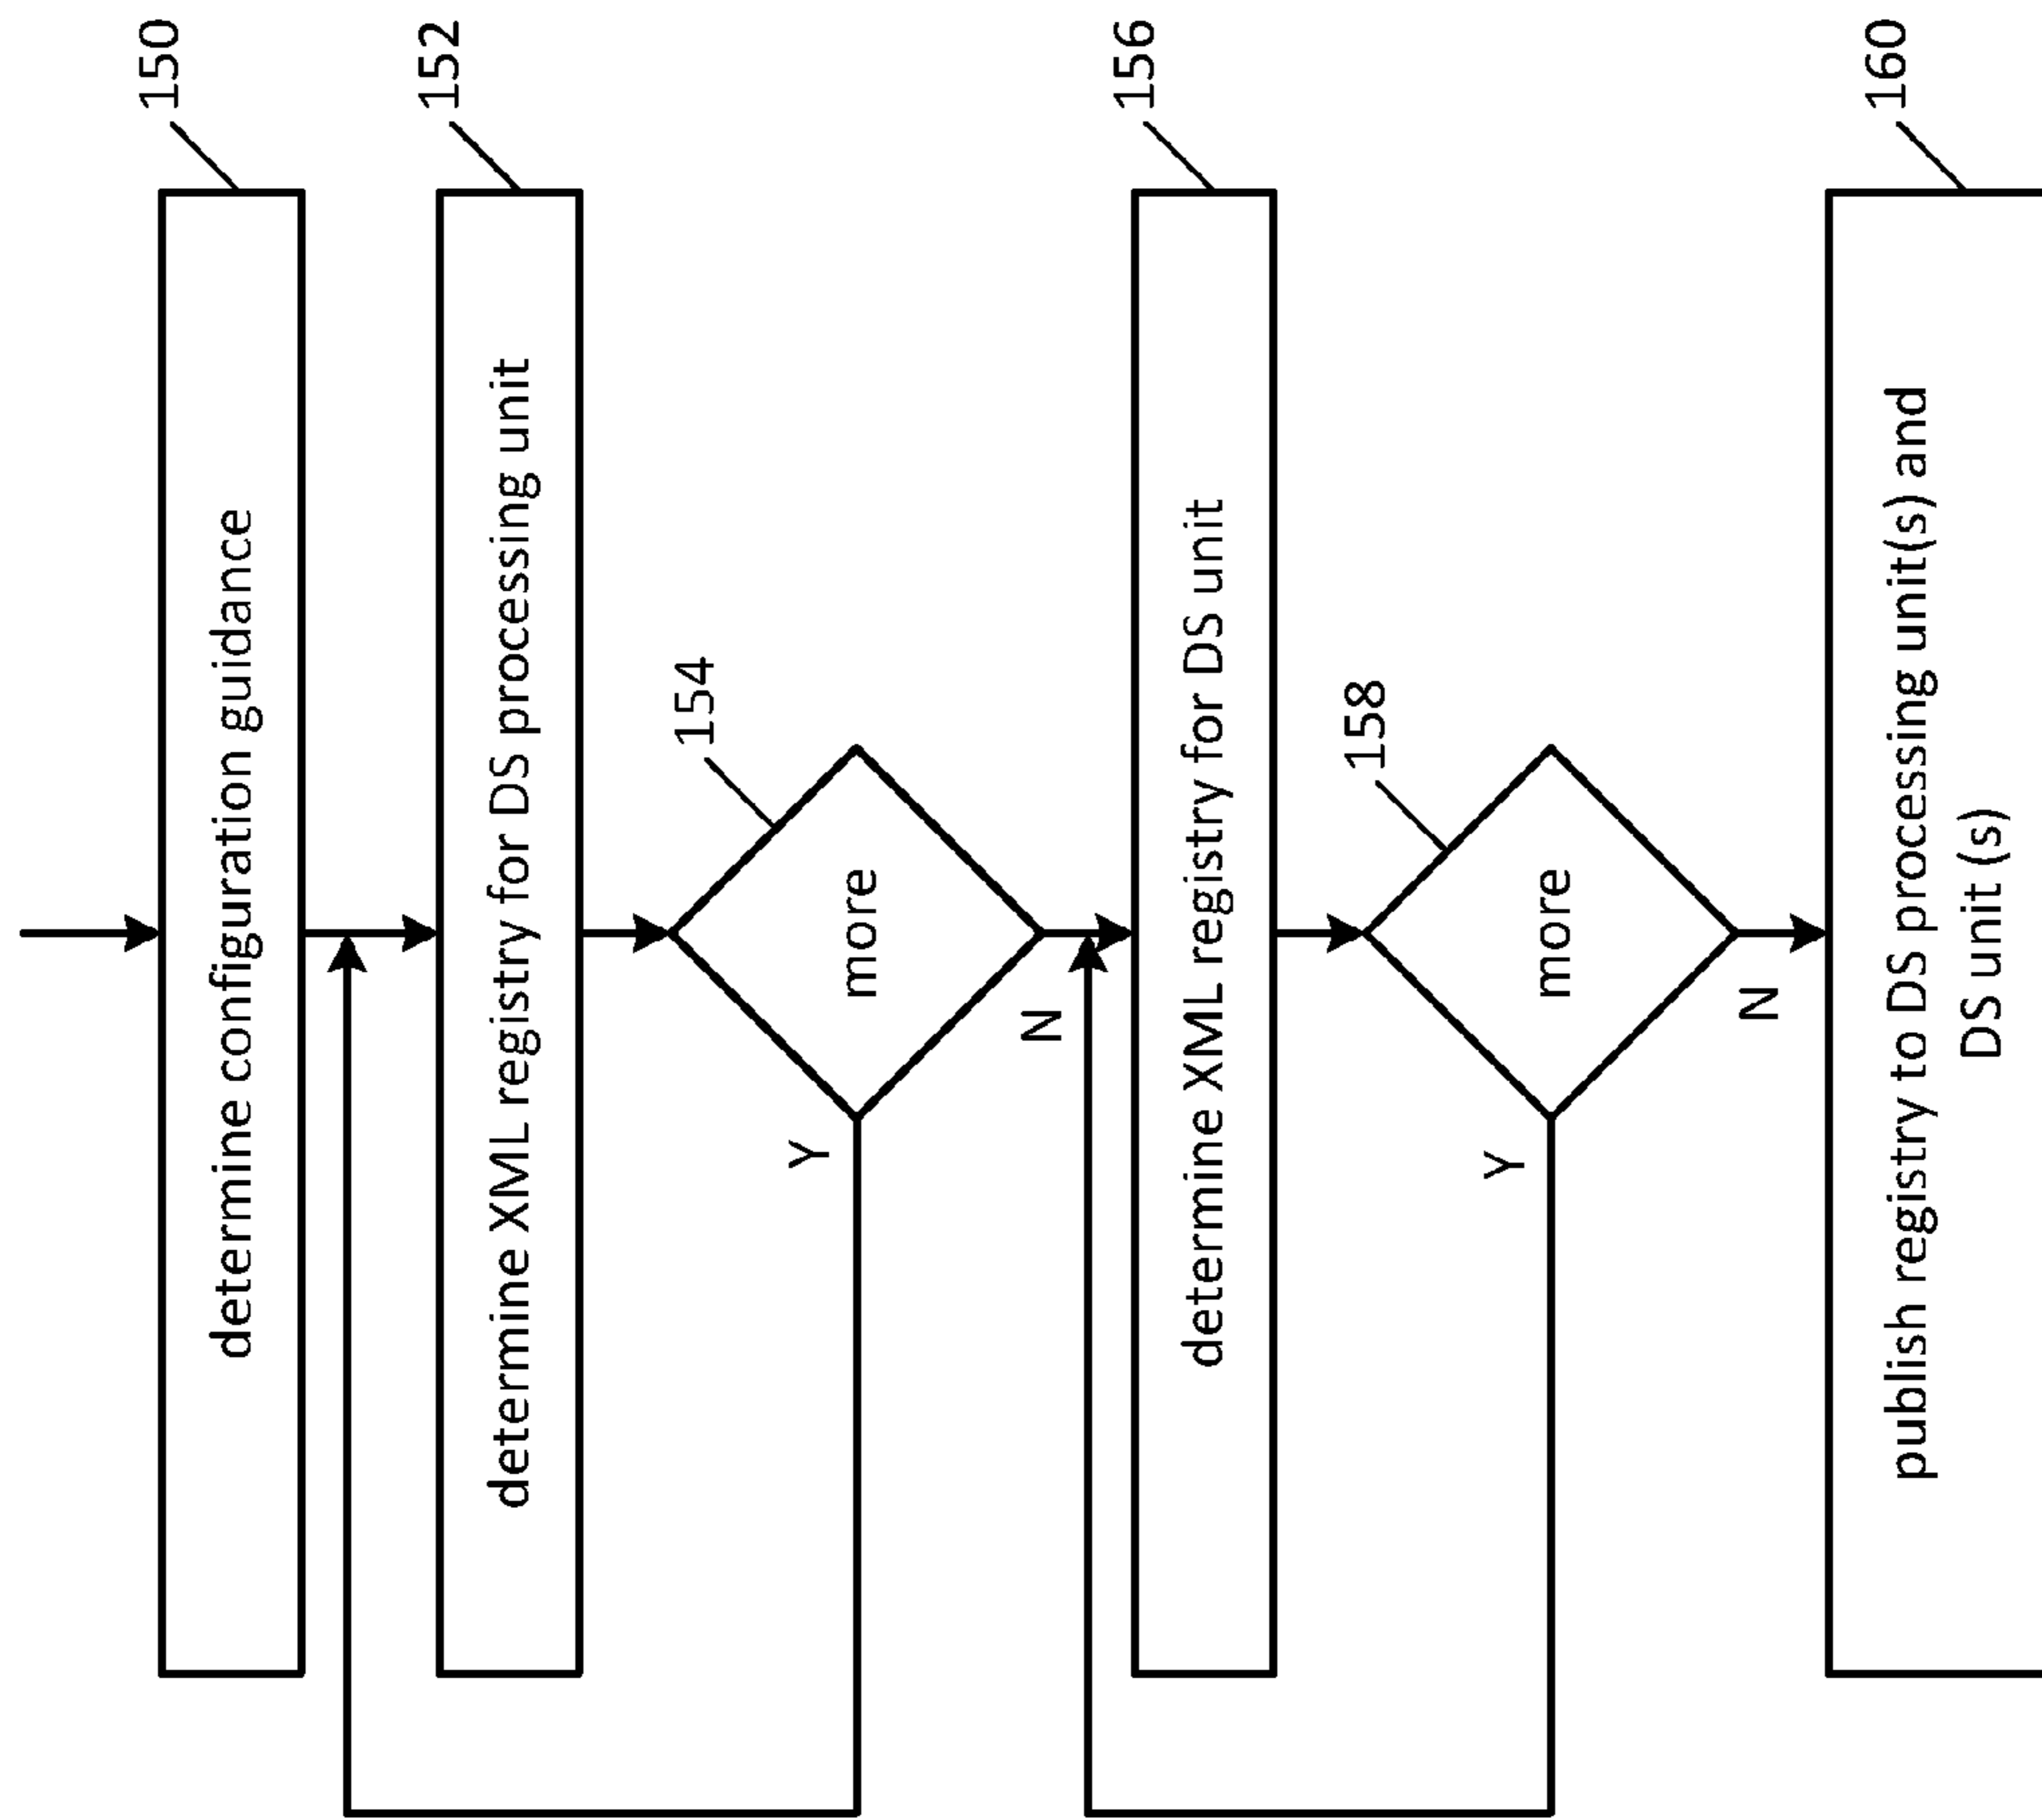 150
determine configuration guidance
152
determine XML registry for DS processing unit
154
more
Y
N
156
determine XML registry for DS unit
158
more
Y
N
160
publish registry to DS processing unit(s) and
DS unit (s)